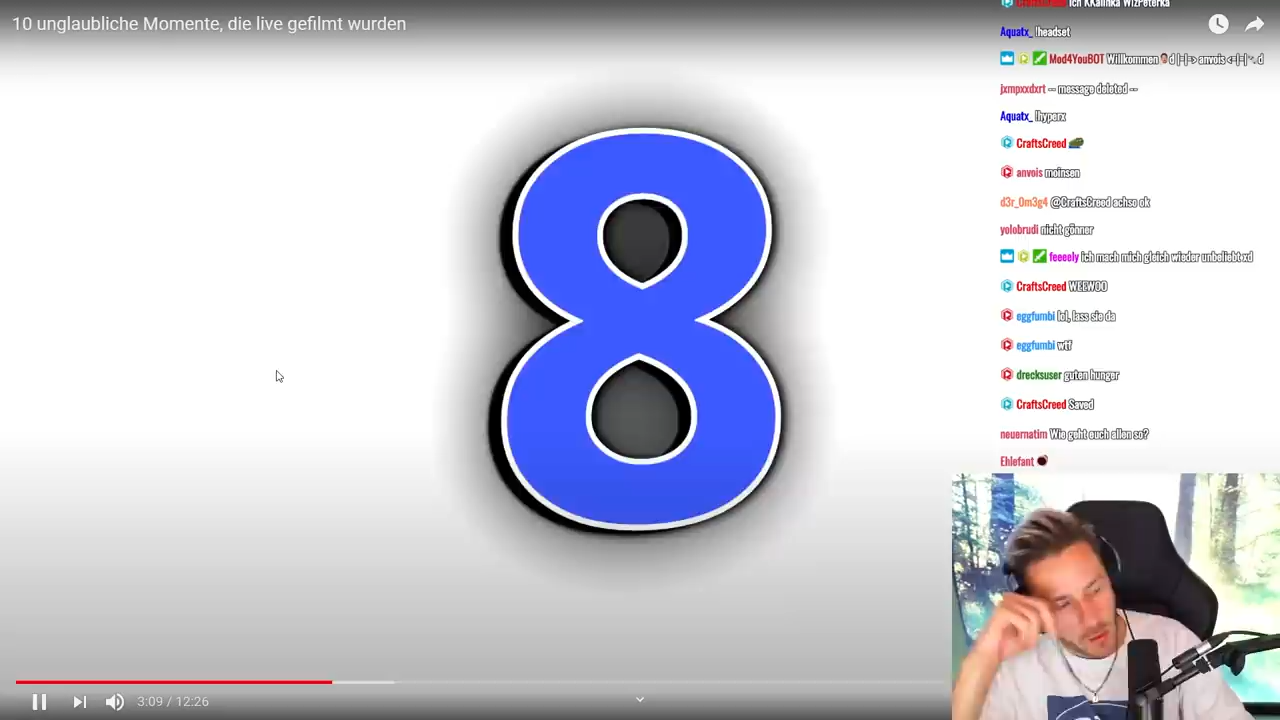 10 unglaubliche Momente, die live gefilmt wurden
Aquatx_ !headset
Mod4YouBOT Willkommen
jxmpxxdxrt -- message deleted --
Aquatx_ !hyperx
CraftsCreed
anvois moinsen
d3r_0m3g4 @CraftsCreed achso ok
yolobrudi nicht gönner
feeeely ich mach mich gleich wieder unbeliebt xd
CraftsCreed WEEWOO
eggfumbi lol, lass sie da
eggfumbi wtf
drecksuser guten hunger
CraftsCreed Saved
neuernatim Wie geht euch allen so?
Ehlefant
8
3:09 / 12:26